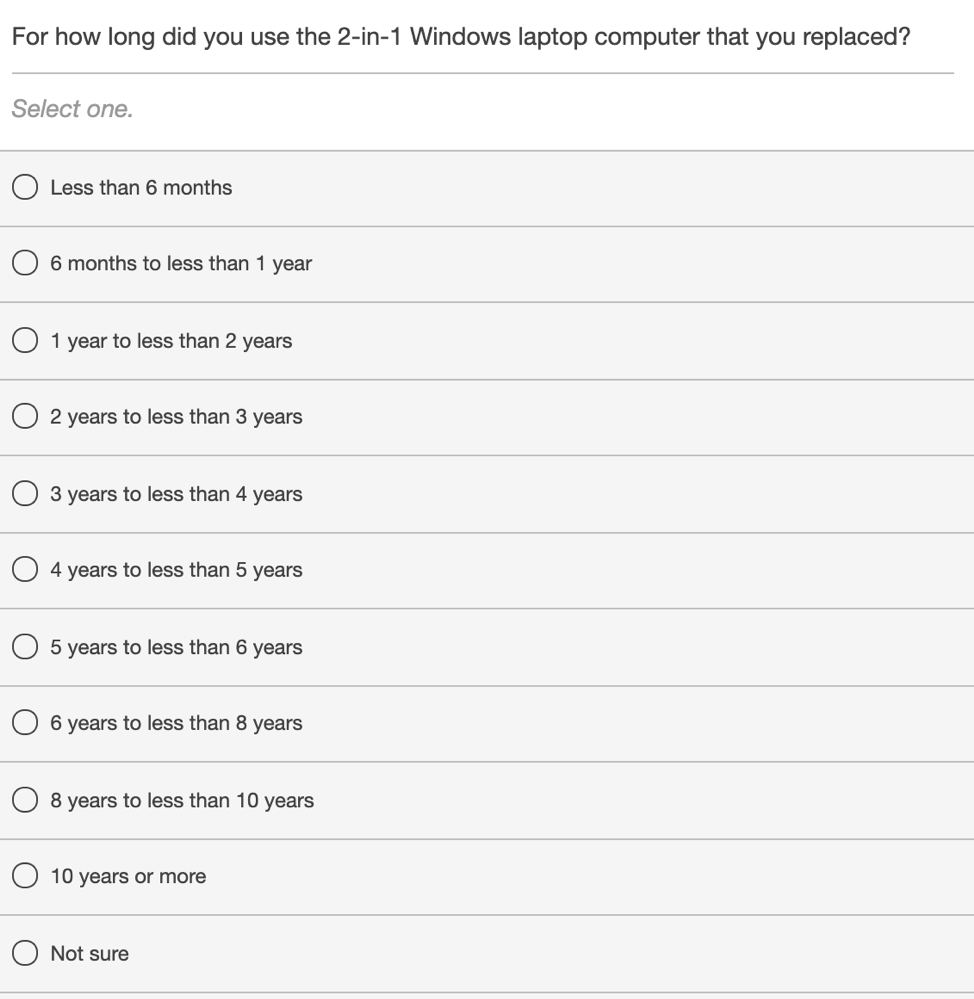 For how long did you use the 2-in-1 Windows laptop computer that you replaced?
Select one.
Less than 6 months
6 months to less than 1 year
1 year to less than 2 years
2 years to less than 3 years
3 years to less than 4 years
4 years to less than 5 years
5 years to less than 6 years
6 years to less than 8 years
8 years to less than 10 years
10 years or more
Not sure